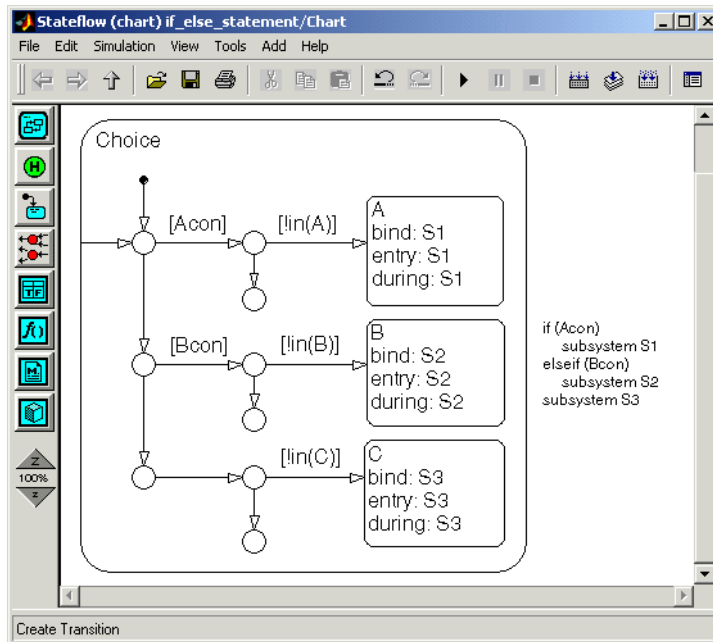 Stateflow (chart) if_else_statement/Chart
File Edit Simulation View Tools Add Help
Choice
[Acon] [!in(A)]
A
bind: S1
entry: S1
during: S1
[Bcon] [!in(B)]
B
bind: S2
entry: S2
during: S2
[!in(C)]
C
bind: S3
entry: S3
during: S3
if (Acon)
subsystem S1
elseif (Bcon)
subsystem S2
subsystem S3
H
TF
f()
M
Z
100%
z
Create Transition